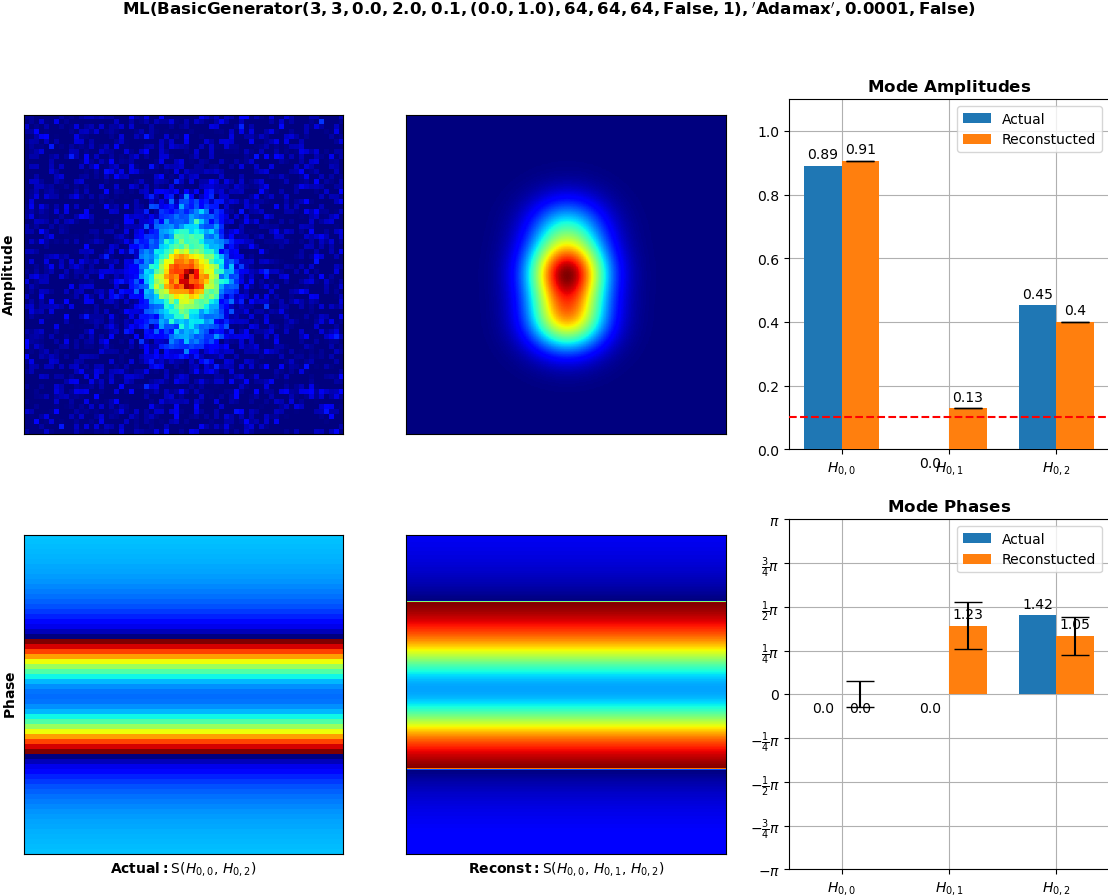 ML(BasicGenerator(3, 3, 0.0, 2.0, 0.1, (0.0, 1.0), 64, 64, 64, False, 1), ′Adamax′, 0.0001, False)
Mode Amplitudes
Actual
Reconstucted
1.0
0.8
0.6
0.4
0.2
0.0
0.89
0.91
0.0
0.13
0.45
0.4
H0,0
H0,1
H0,2
Amplitude
Mode Phases
Actual
Reconstucted
π
3/4π
1/2π
1/4π
0
−1/4π
−1/2π
−3/4π
−π
0.0
0.0
0.0
1.23
1.42
1.05
H0,0
H0,1
H0,2
Phase
Actual: S(H0,0, H0,2)
Reconst: S(H0,0, H0,1, H0,2)